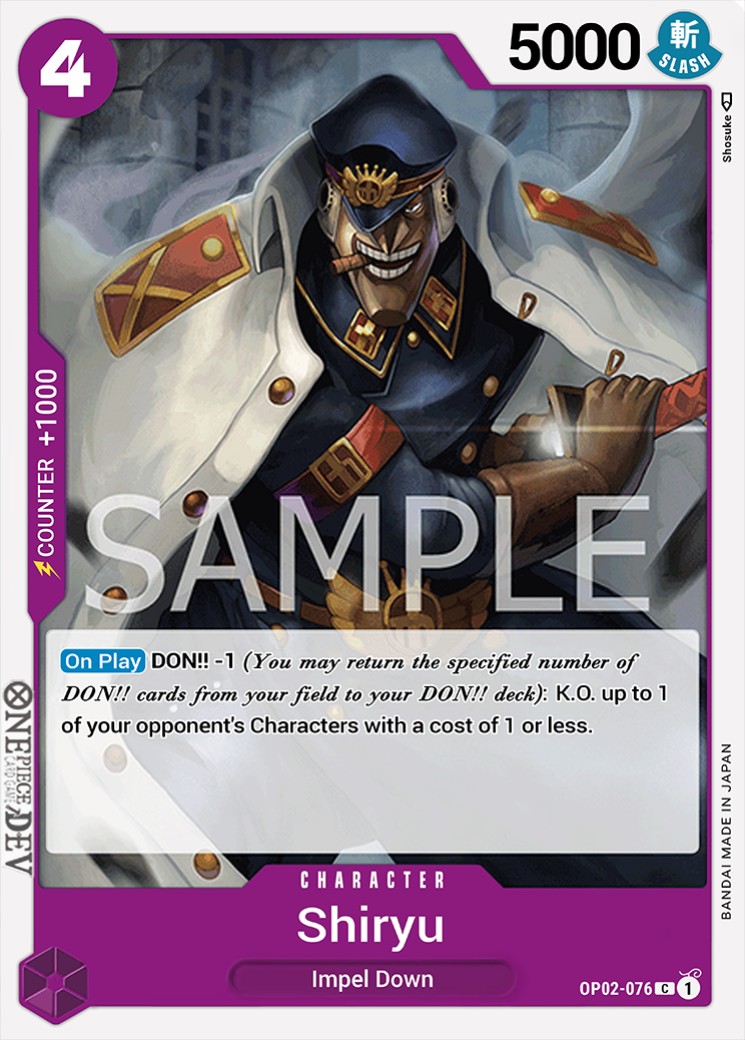 4
5000
斬
SLASH
Shosuke
COUNTER +1000
SAMPLE
On Play DON!! -1 (You may return the specified number of
DON!! cards from your field to your DON!! deck): K.O. up to 1
of your opponent's Characters with a cost of 1 or less.
ONE PIECE
CARD GAME
/DEV
BANDAI MADE IN JAPAN
CHARACTER
Shiryu
Impel Down
OP02-076 C 1